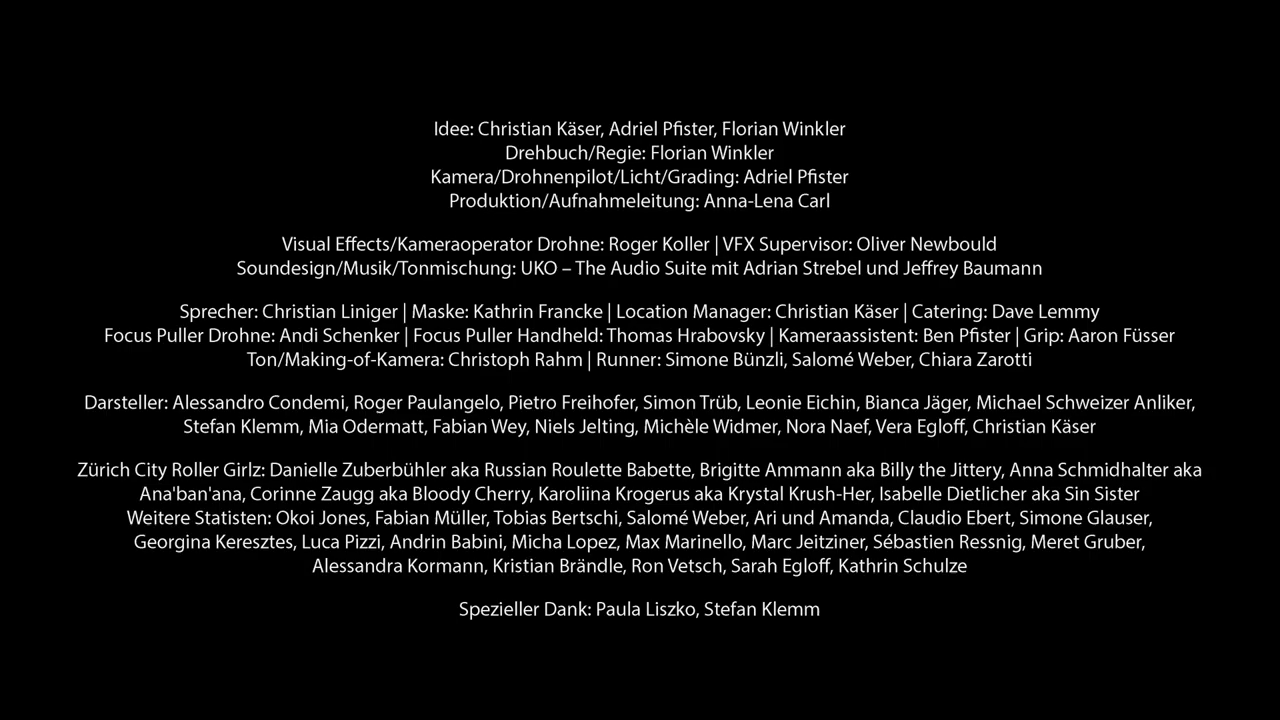 Idee: Christian Käser, Adriel Pfister, Florian Winkler
Drehbuch/Regie: Florian Winkler
Kamera/Drohnenpilot/Licht/Grading: Adriel Pfister
Produktion/Aufnahmeleitung: Anna-Lena Carl
Visual Effects/Kameraoperator Drohne: Roger Koller | VFX Supervisor: Oliver Newbould
Soundesign/Musik/Tonmischung: UKO – The Audio Suite mit Adrian Strebel und Jeffrey Baumann
Sprecher: Christian Liniger | Maske: Kathrin Francke | Location Manager: Christian Käser | Catering: Dave Lemmy
Focus Puller Drohne: Andi Schenker | Focus Puller Handheld: Thomas Hrabovsky | Kameraassistent: Ben Pfister | Grip: Aaron Füsser
Ton/Making-of-Kamera: Christoph Rahm | Runner: Simone Bünzli, Salomé Weber, Chiara Zarotti
Darsteller: Alessandro Condemi, Roger Paulangelo, Pietro Freihofer, Simon Trüb, Leonie Eichin, Bianca Jäger, Michael Schweizer Anliker,
Stefan Klemm, Mia Odermatt, Fabian Wey, Niels Jelting, Michèle Widmer, Nora Naef, Vera Egloff, Christian Käser
Zürich City Roller Girlz: Danielle Zuberbühler aka Russian Roulette Babette, Brigitte Ammann aka Billy the Jittery, Anna Schmidhalter aka
Ana'ban'ana, Corinne Zaugg aka Bloody Cherry, Karoliina Krogerus aka Krystal Krush-Her, Isabelle Dietlicher aka Sin Sister
Weitere Statisten: Okoi Jones, Fabian Müller, Tobias Bertschi, Salomé Weber, Ari und Amanda, Claudio Ebert, Simone Glauser,
Georgina Keresztes, Luca Pizzi, Andrin Babini, Micha Lopez, Max Marinello, Marc Jeitziner, Sébastien Ressnig, Meret Gruber,
Alessandra Kormann, Kristian Brändle, Ron Vetsch, Sarah Egloff, Kathrin Schulze
Spezieller Dank: Paula Liszko, Stefan Klemm